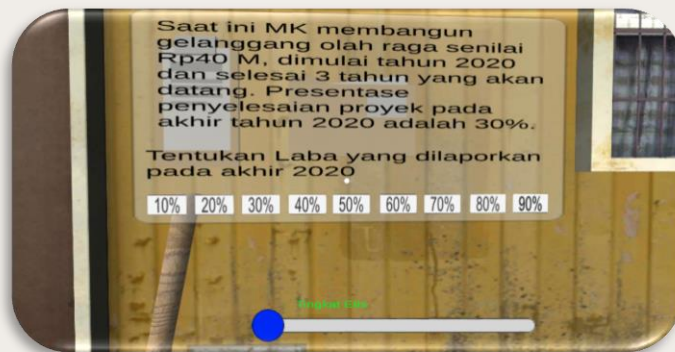 Saat ini MK membangun
gelanggang olah raga senilai
Rp40 M, dimulai tahun 2020
dan selesai 3 tahun yang akan
datang. Presentase
penyelesaian proyek pada
akhir tahun 2020 adalah 30%.
Tentukan Laba yang dilaporkan
pada akhir 2020
10% 20% 30% 40% 50% 60% 70% 80% 90%